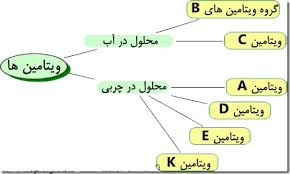 ویتامین ها
محلول در آب
گروه ویتامین های B
ویتامین C
محلول در چربی
ویتامین A
ویتامین D
ویتامین E
ویتامین K